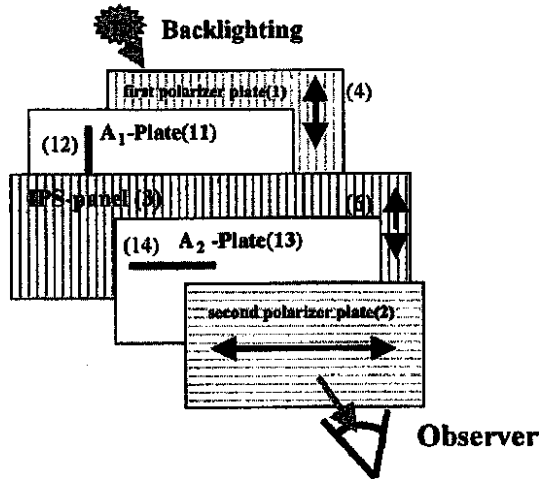 Backlighting
first polarizer plate(1)
(4)
(12)
A1-Plate(11)
IPS-panel (3)
(6)
(14)
A2 -Plate(13)
second polarizer plate(2)
Observer